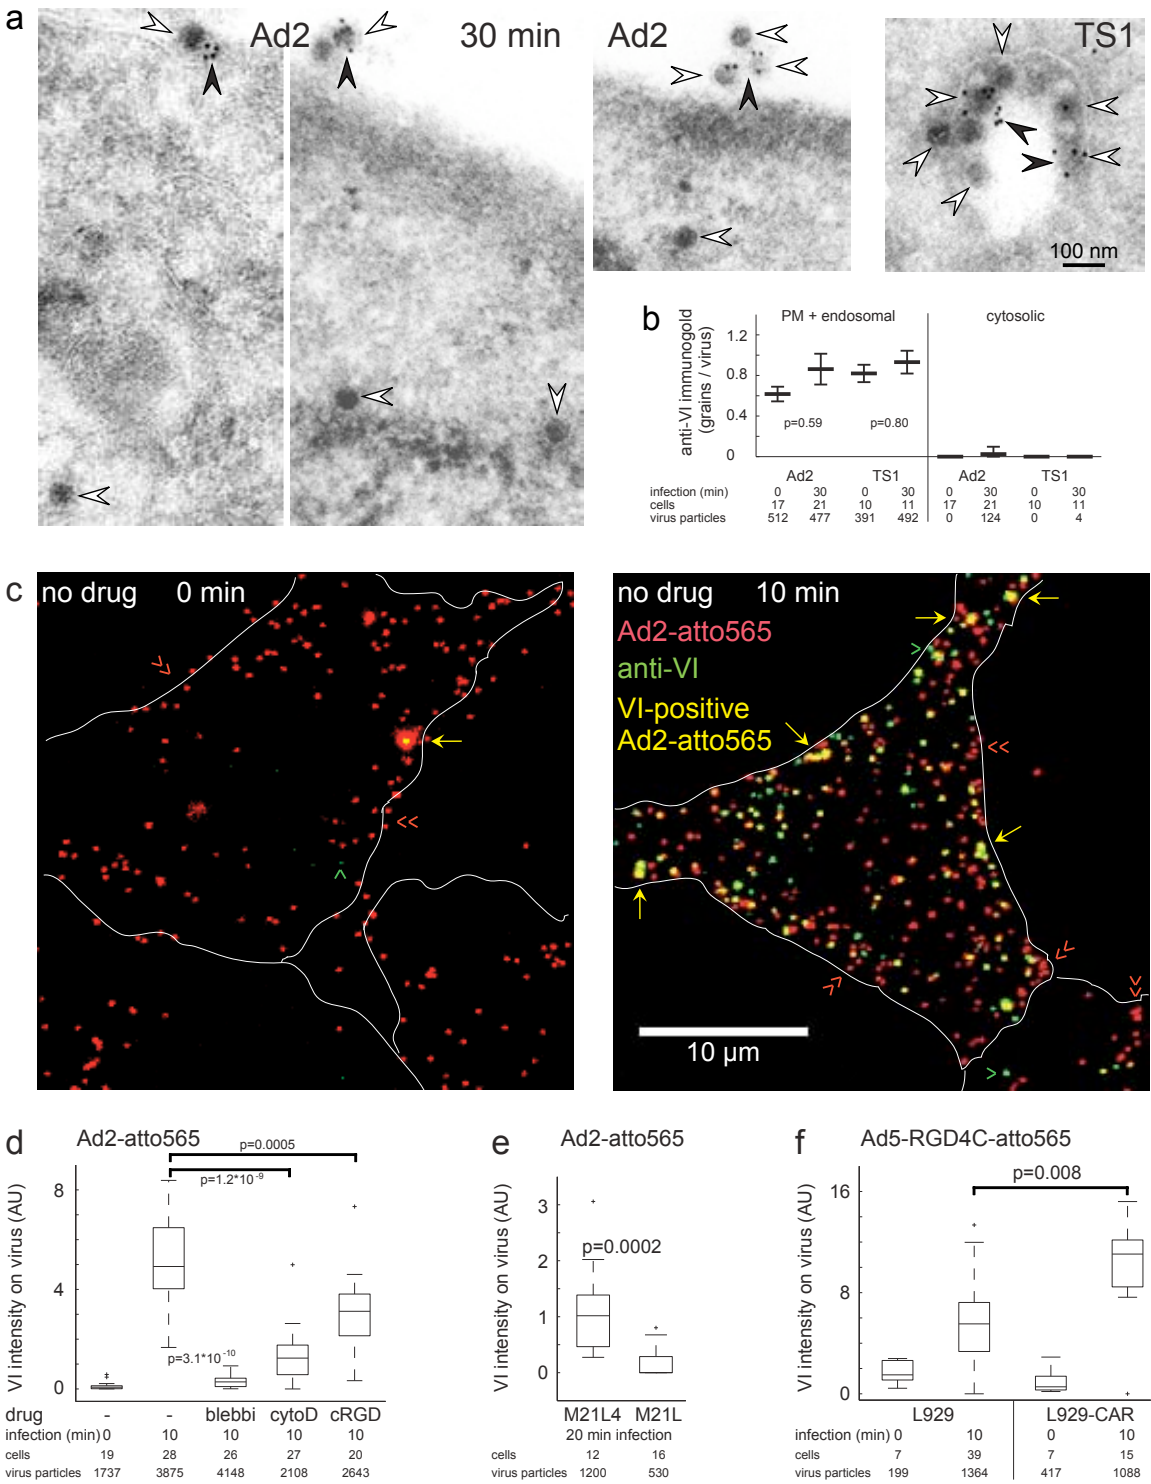 a
Ad2 30 min
Ad2
TS1
100 nm
b
PM + endosomal cytosolic
anti-VI immunogold
(grains / virus)
1.2
0.8
0.4
0
p=0.59 p=0.80
Ad2 TS1 Ad2 TS1
infection (min) 0 30 0 30 0 30 0 30
cells 17 21 10 11 17 21 10 11
virus particles 512 477 391 492 0 124 0 4
c
no drug 0 min
no drug 10 min
Ad2-atto565
anti-VI
VI-positive
Ad2-atto565
10 µm
d
Ad2-atto565
p=0.0005
p=1.2*10-9
p=3.1*10-10
VI intensity on virus (AU)
8
4
0
drug - - blebbi cytoD cRGD
infection (min) 0 10 10 10 10
cells 19 28 26 27 20
virus particles 1737 3875 4148 2108 2643
e
Ad2-atto565
VI intensity on virus (AU)
3
2
1
0
p=0.0002
M21L4 M21L
20 min infection
12 16
1200 530
f
Ad5-RGD4C-atto565
p=0.008
VI intensity on virus (AU)
16
8
0
L929 L929-CAR
infection (min) 0 10 0 10
cells 7 39 7 15
virus particles 199 1364 417 1088